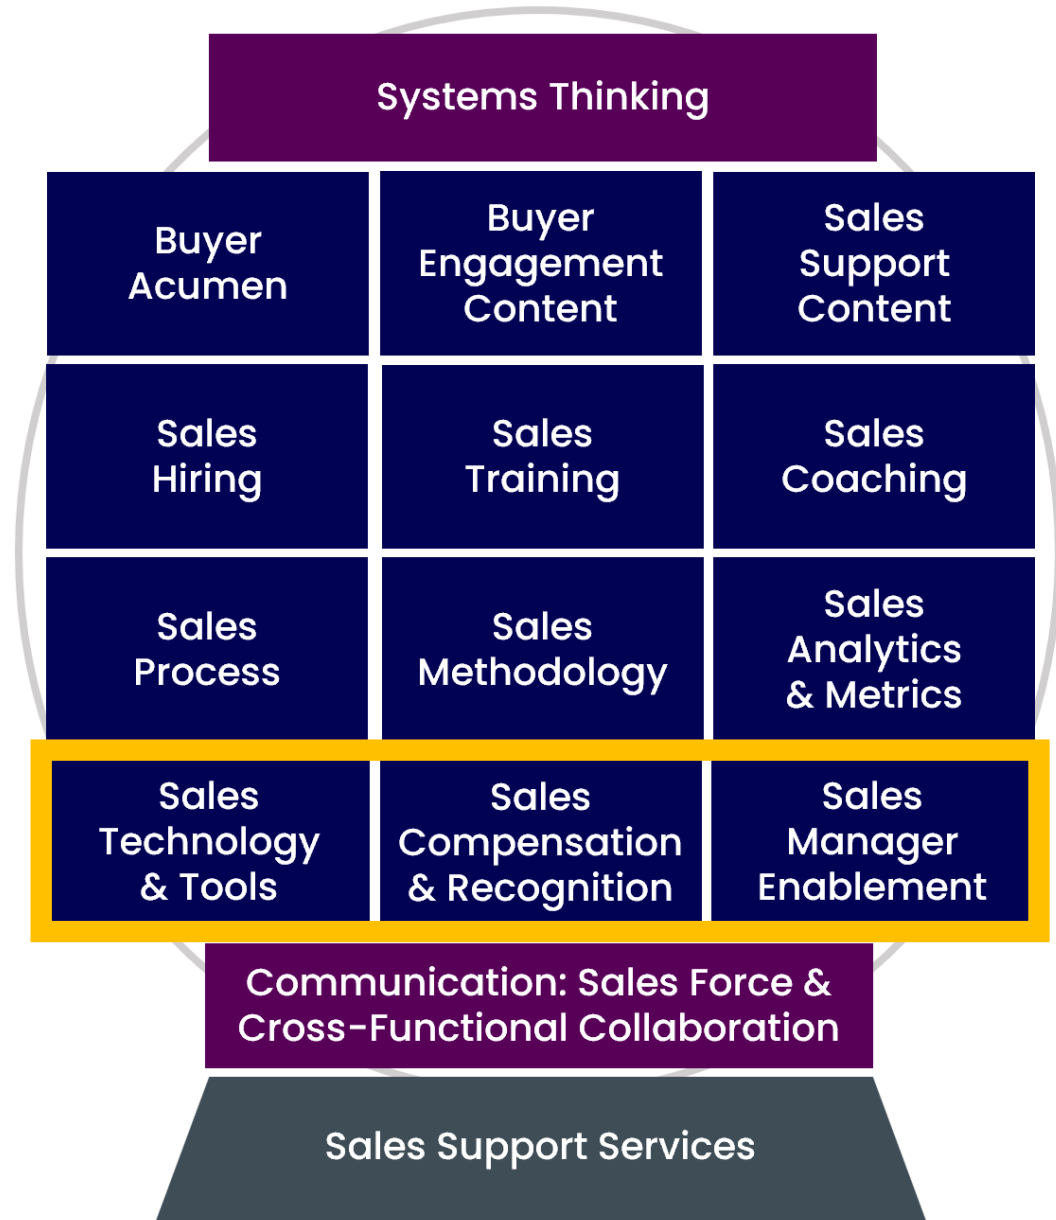 Systems Thinking
Buyer
Acumen
Buyer
Engagement
Content
Sales
Support
Content
Sales
Hiring
Sales
Training
Sales
Coaching
Sales
Process
Sales
Methodology
Sales
Analytics
& Metrics
Sales
Technology
& Tools
Sales
Compensation
& Recognition
Sales
Manager
Enablement
Communication: Sales Force &
Cross-Functional Collaboration
Sales Support Services